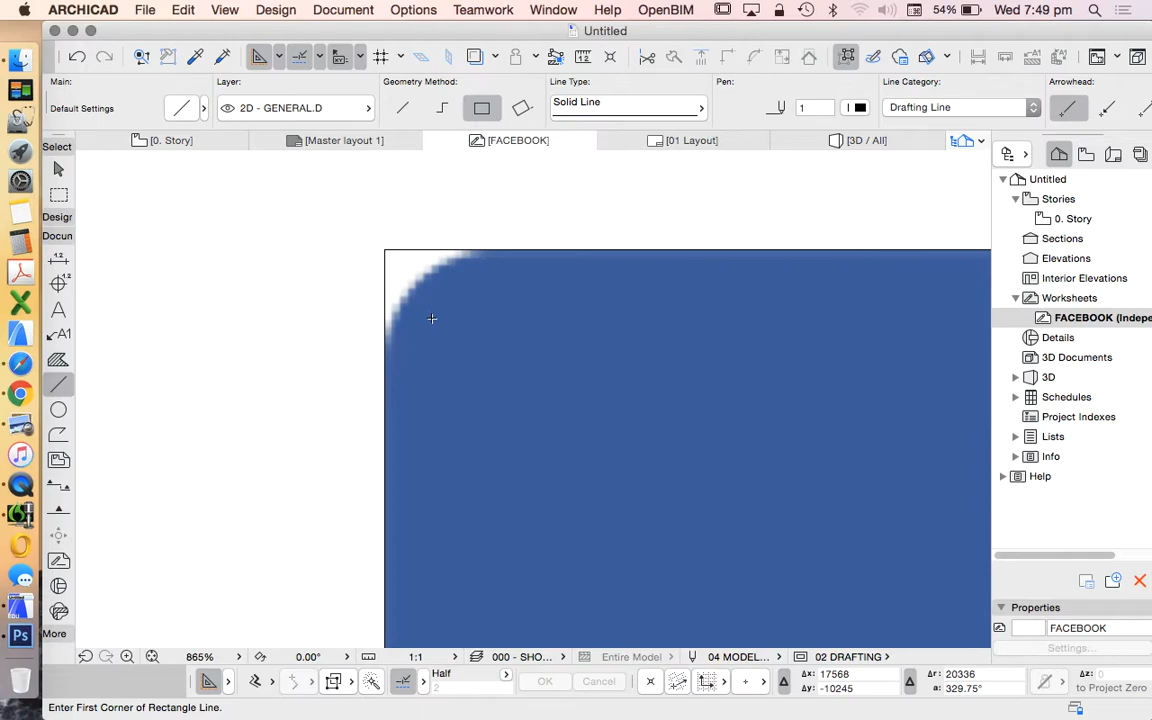 ARCHICAD File Edit View Design Document Options Teamwork Window Help OpenBIM 54% Wed 7:49 pm
Untitled
Main: Layer: Geometry Method: Line Type: Pen: Line Category: Arrowhead:
Default Settings 2D - GENERAL.D Solid Line 1 Drafting Line
[0. Story] [Master layout 1] [FACEBOOK] [01 Layout] [3D / All]
Select
Design
Docun
More
Untitled
Stories
0. Story
Sections
Elevations
Interior Elevations
Worksheets
FACEBOOK (Indepe
Details
3D Documents
3D
Schedules
Project Indexes
Lists
Info
Help
Properties
FACEBOOK
Settings...
865% 0.00° 1:1 000 - SHO... Entire Model 04 MODEL... 02 DRAFTING
Half
2
OK Cancel
Δx: 17568 Δr: 20336 Δz: 0
Δy: -10245 a: 329.75° to Project Zero
Enter First Corner of Rectangle Line.